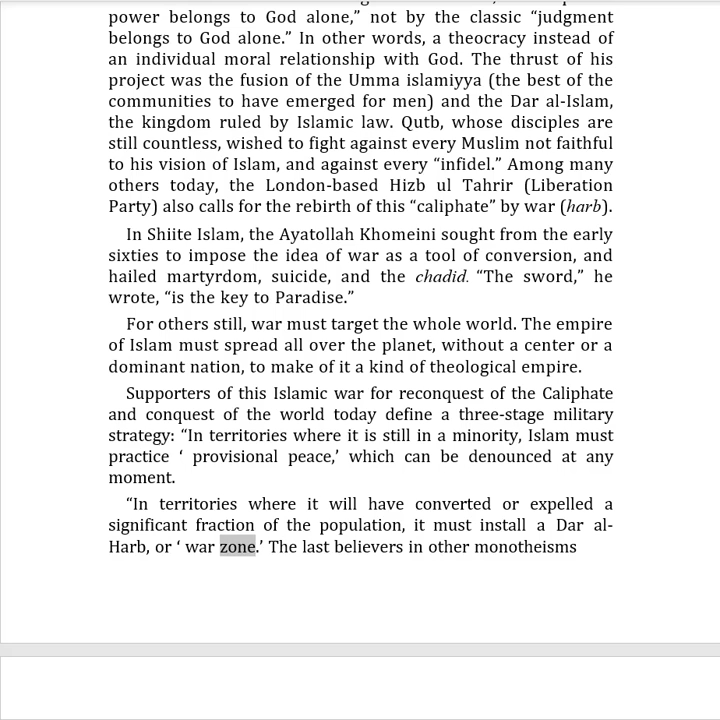 power belongs to God alone,” not by the classic “judgment
belongs to God alone.” In other words, a theocracy instead of
an individual moral relationship with God. The thrust of his
project was the fusion of the Umma islamiyya (the best of the
communities to have emerged for men) and the Dar al-Islam,
the kingdom ruled by Islamic law. Qutb, whose disciples are
still countless, wished to fight against every Muslim not faithful
to his vision of Islam, and against every “infidel.” Among many
others today, the London-based Hizb ul Tahrir (Liberation
Party) also calls for the rebirth of this “caliphate” by war (harb).
In Shiite Islam, the Ayatollah Khomeini sought from the early
sixties to impose the idea of war as a tool of conversion, and
hailed martyrdom, suicide, and the chadid. “The sword,” he
wrote, “is the key to Paradise.”
For others still, war must target the whole world. The empire
of Islam must spread all over the planet, without a center or a
dominant nation, to make of it a kind of theological empire.
Supporters of this Islamic war for reconquest of the Caliphate
and conquest of the world today define a three-stage military
strategy: “In territories where it is still in a minority, Islam must
practice ‘ provisional peace,’ which can be denounced at any
moment.
“In territories where it will have converted or expelled a
significant fraction of the population, it must install a Dar al-
Harb, or ‘ war zone.’ The last believers in other monotheisms